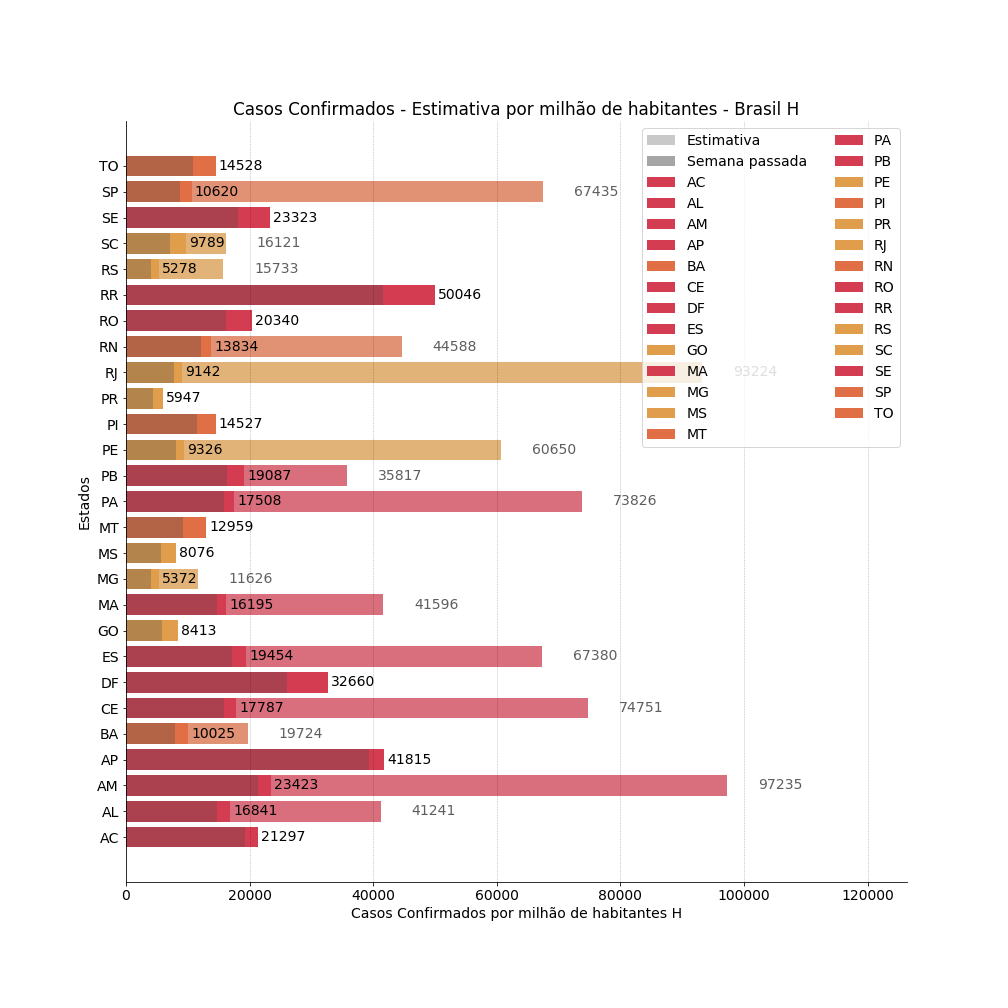 Casos Confirmados - Estimativa por milhão de habitantes - Brasil H
Estimativa
Semana passada
AC
AL
AM
AP
BA
CE
DF
ES
GO
MA
MG
MS
MT
PA
PB
PE
PI
PR
RJ
RN
RO
RR
RS
SC
SE
SP
TO
Estados
TO 14528
SP 10620 67435
SE 23323
SC 9789 16121
RS 5278 15733
RR 50046
RO 20340
RN 13834 44588
RJ 9142 93224
PR 5947
PI 14527
PE 9326 60650
PB 19087 35817
PA 17508 73826
MT 12959
MS 8076
MG 5372 11626
MA 16195 41596
GO 8413
ES 19454 67380
DF 32660
CE 17787 74751
BA 10025 19724
AP 41815
AM 23423 97235
AL 16841 41241
AC 21297
0 20000 40000 60000 80000 100000 120000
Casos Confirmados por milhão de habitantes H